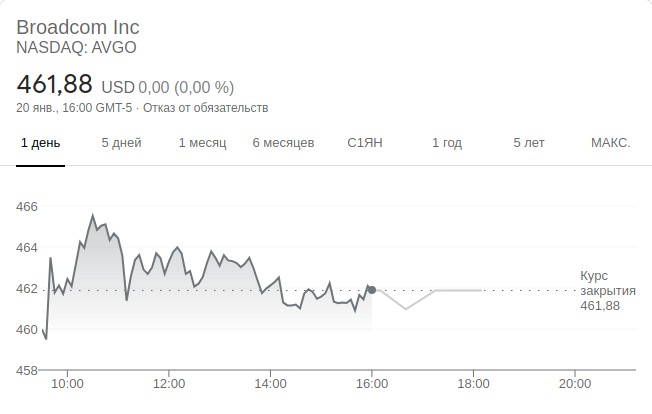 Broadcom Inc
NASDAQ: AVGO
461,88 USD 0,00 (0,00 %)
20 янв., 16:00 GMT-5 · Отказ от обязательств
1 день 5 дней 1 месяц 6 месяцев С1ЯН 1 год 5 лет МАКС.
466
464
462
460
458
Курс
закрытия
461,88
10:00 12:00 14:00 16:00 18:00 20:00